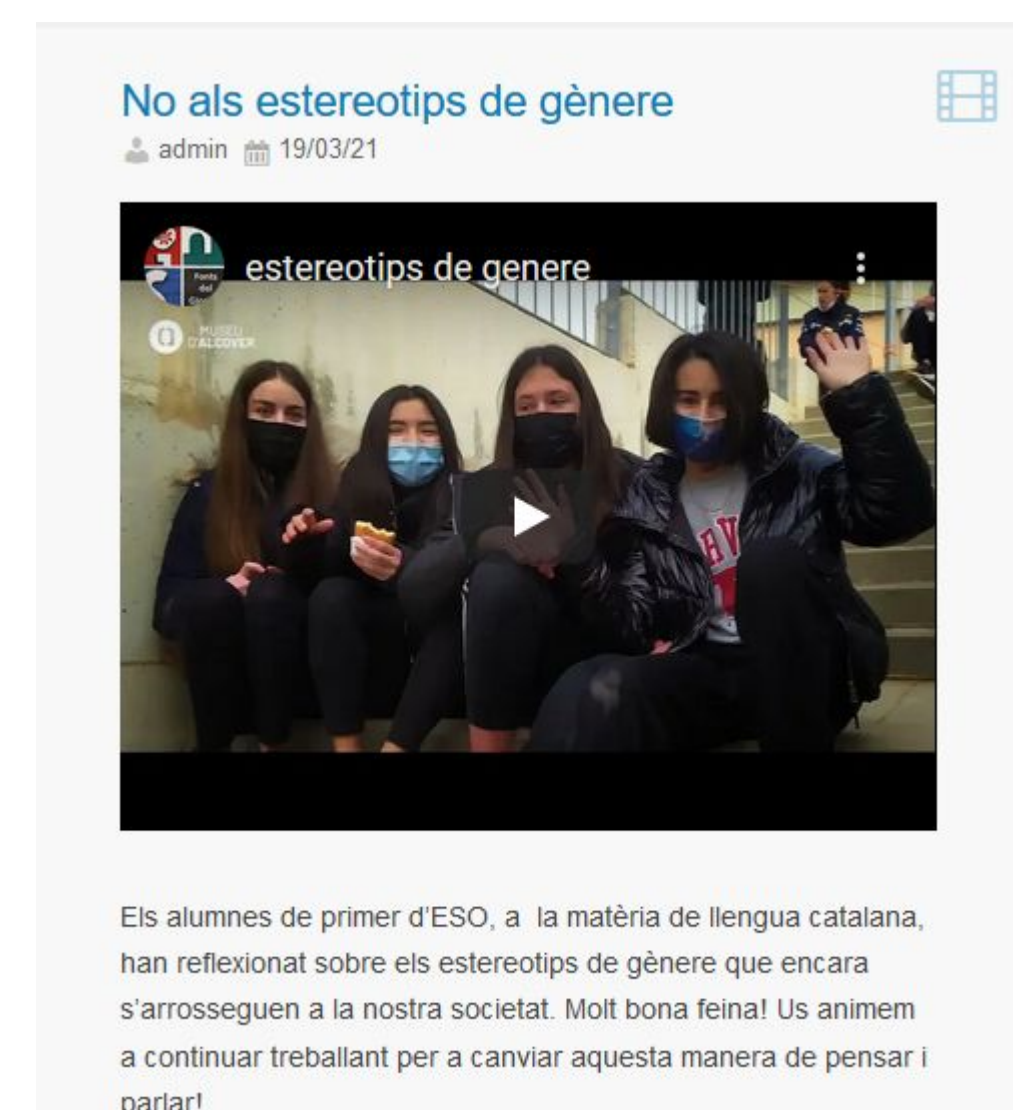 No als estereotips de gènere
admin 19/03/21
Fonts
del
estereotips de genere
MUSEU
D'ALCOVER
Els alumnes de primer d'ESO, a la matèria de llengua catalana,
han reflexionat sobre els estereotips de gènere que encara
s'arrosseguen a la nostra societat. Molt bona feina! Us animem
a continuar treballant per a canviar aquesta manera de pensar i
parlar!